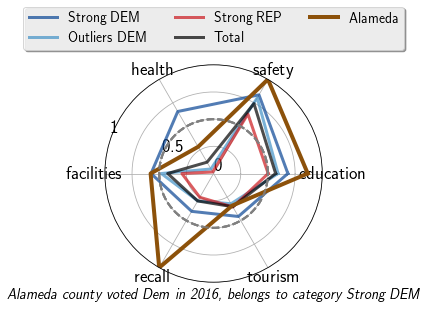 Strong DEM
Strong REP
Alameda
Outliers DEM
Total
health
safety
1
0.5
0
facilities
education
recall
tourism
Alameda county voted Dem in 2016, belongs to category Strong DEM